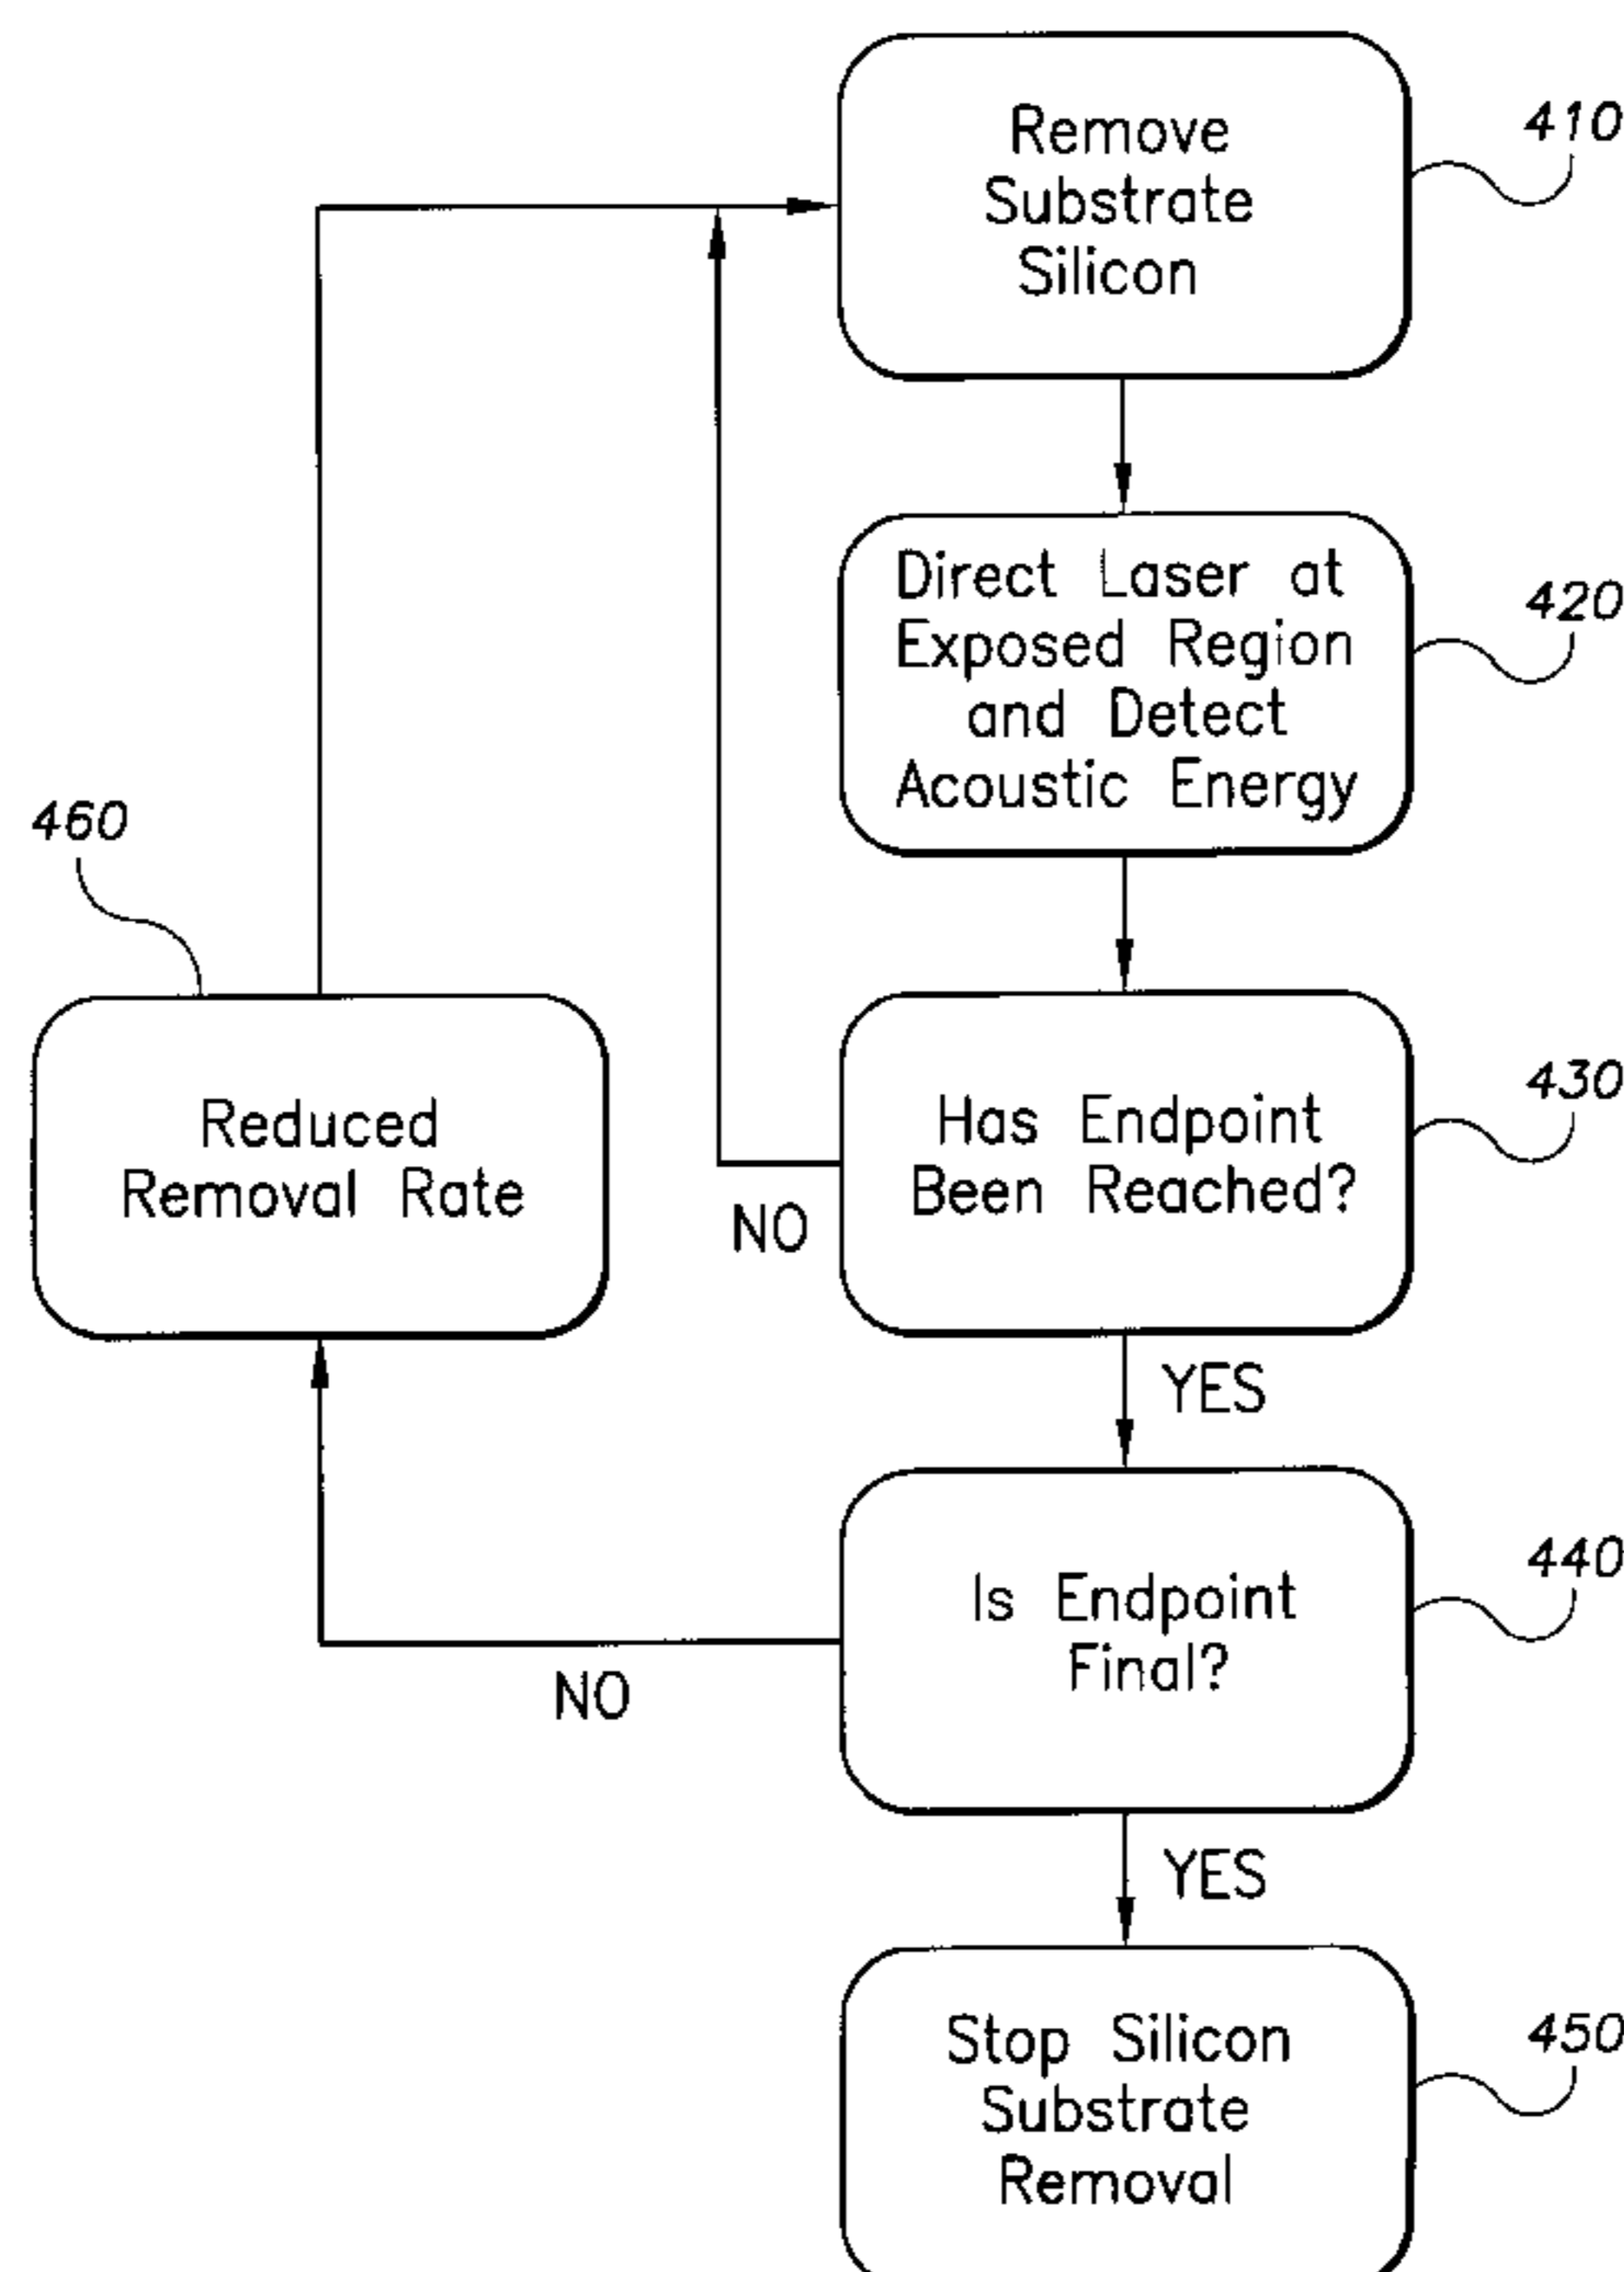 Remove
Substrate
Silicon
410
Direct Laser at
Exposed Region
and Detect
Acoustic Energy
420
460
Reduced
Removal Rate
Has Endpoint
Been Reached?
430
NO
YES
Is Endpoint
Final?
440
NO
YES
Stop Silicon
Substrate
Removal
450